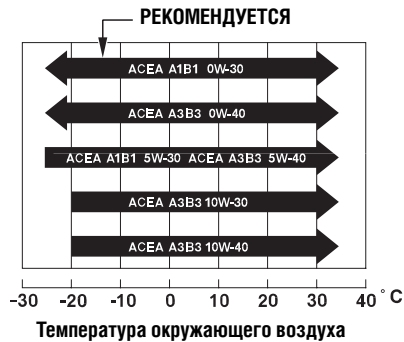 РЕКОМЕНДУЕТСЯ
ACEA A1B1 0W-30
ACEA A3B3 0W-40
ACEA A1B1 5W-30 ACEA A3B3 5W-40
ACEA A3B3 10W-30
ACEA A3B3 10W-40
-30 -20 -10 0 10 20 30 40 ° C
Температура окружающего воздуха